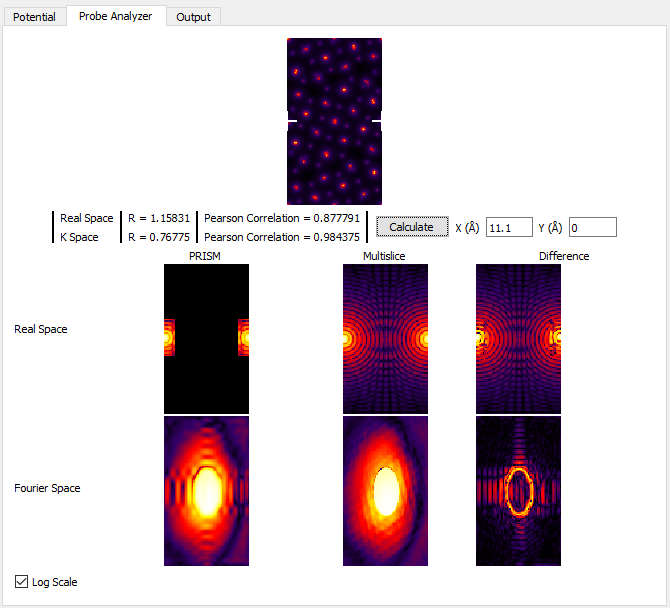 Potential Probe Analyzer Output
Real Space R = 1.15831 Pearson Correlation = 0.877791
K Space R = 0.76775 Pearson Correlation = 0.984375
Calculate X (Å) 11.1 Y (Å) 0
PRISM Multislice Difference
Real Space
Fourier Space
Log Scale